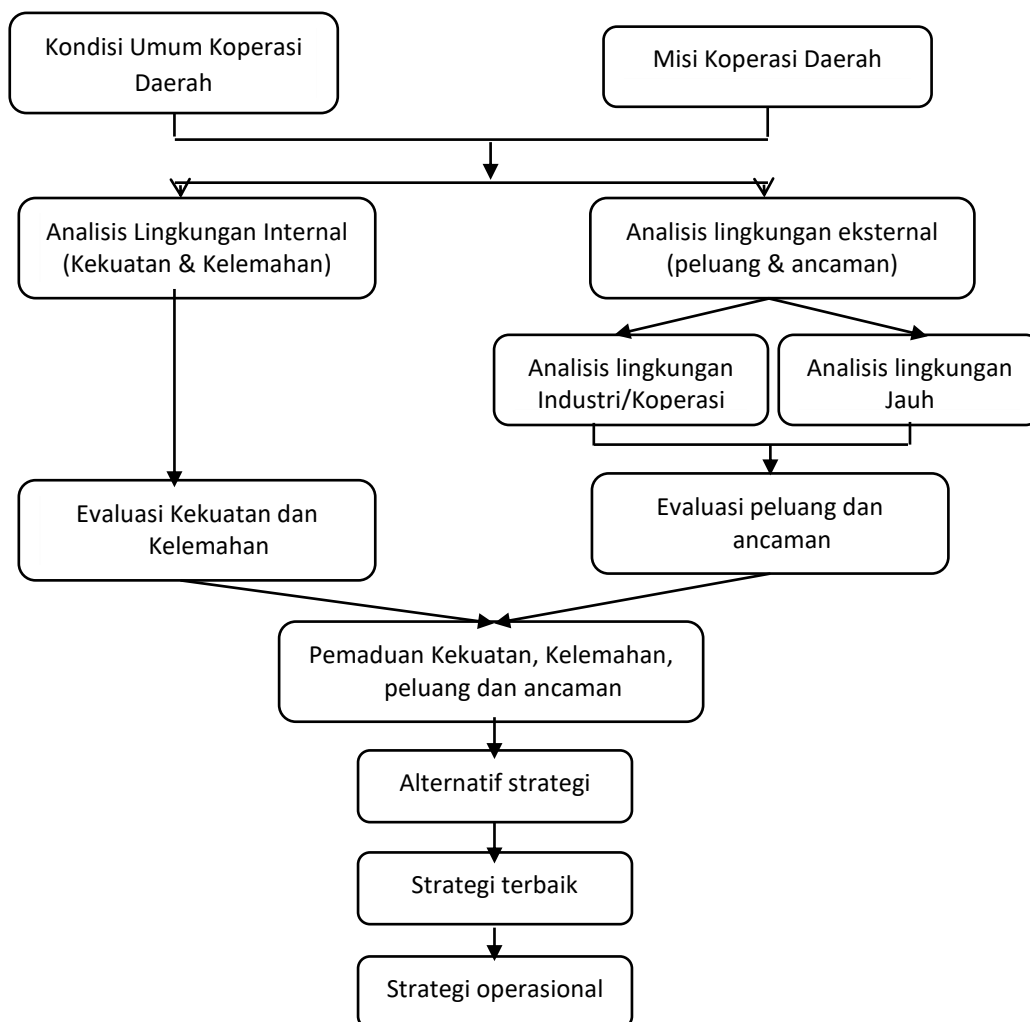 Kondisi Umum Koperasi
Daerah
Misi Koperasi Daerah
Analisis Lingkungan Internal
(Kekuatan & Kelemahan)
Analisis lingkungan eksternal
(peluang & ancaman)
Analisis lingkungan
Industri/Koperasi
Analisis lingkungan
Jauh
Evaluasi Kekuatan dan
Kelemahan
Evaluasi peluang dan
ancaman
Pemaduan Kekuatan, Kelemahan,
peluang dan ancaman
Alternatif strategi
Strategi terbaik
Strategi operasional